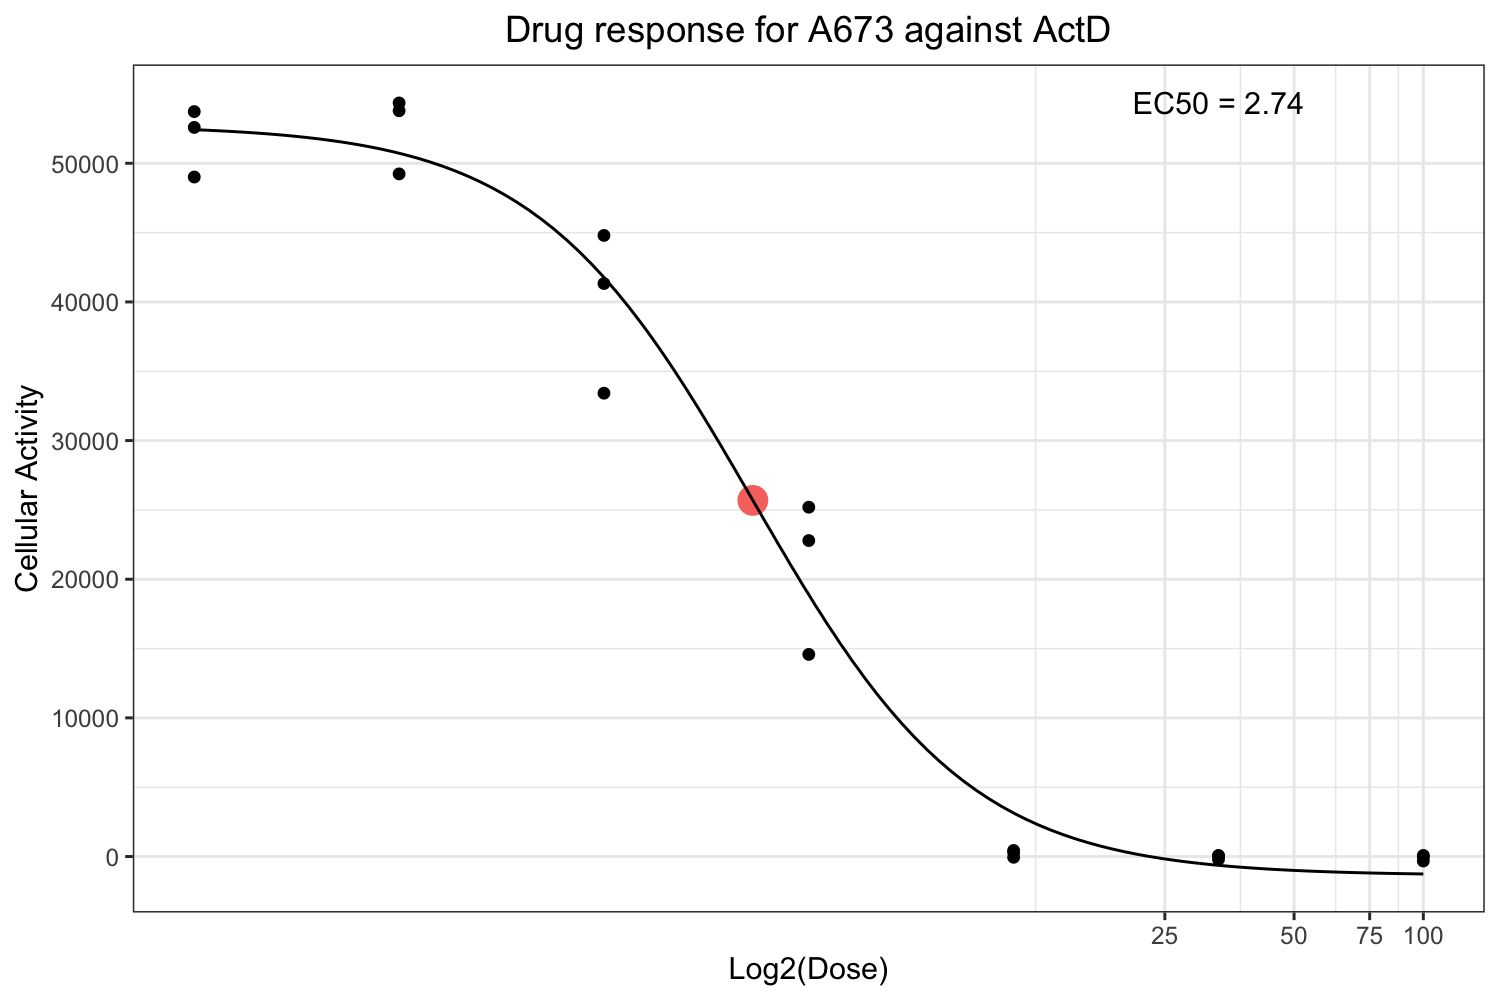 Drug response for A673 against ActD
EC50 = 2.74
50000
40000
30000
20000
10000
0
Cellular Activity
25 50 75 100
Log2(Dose)